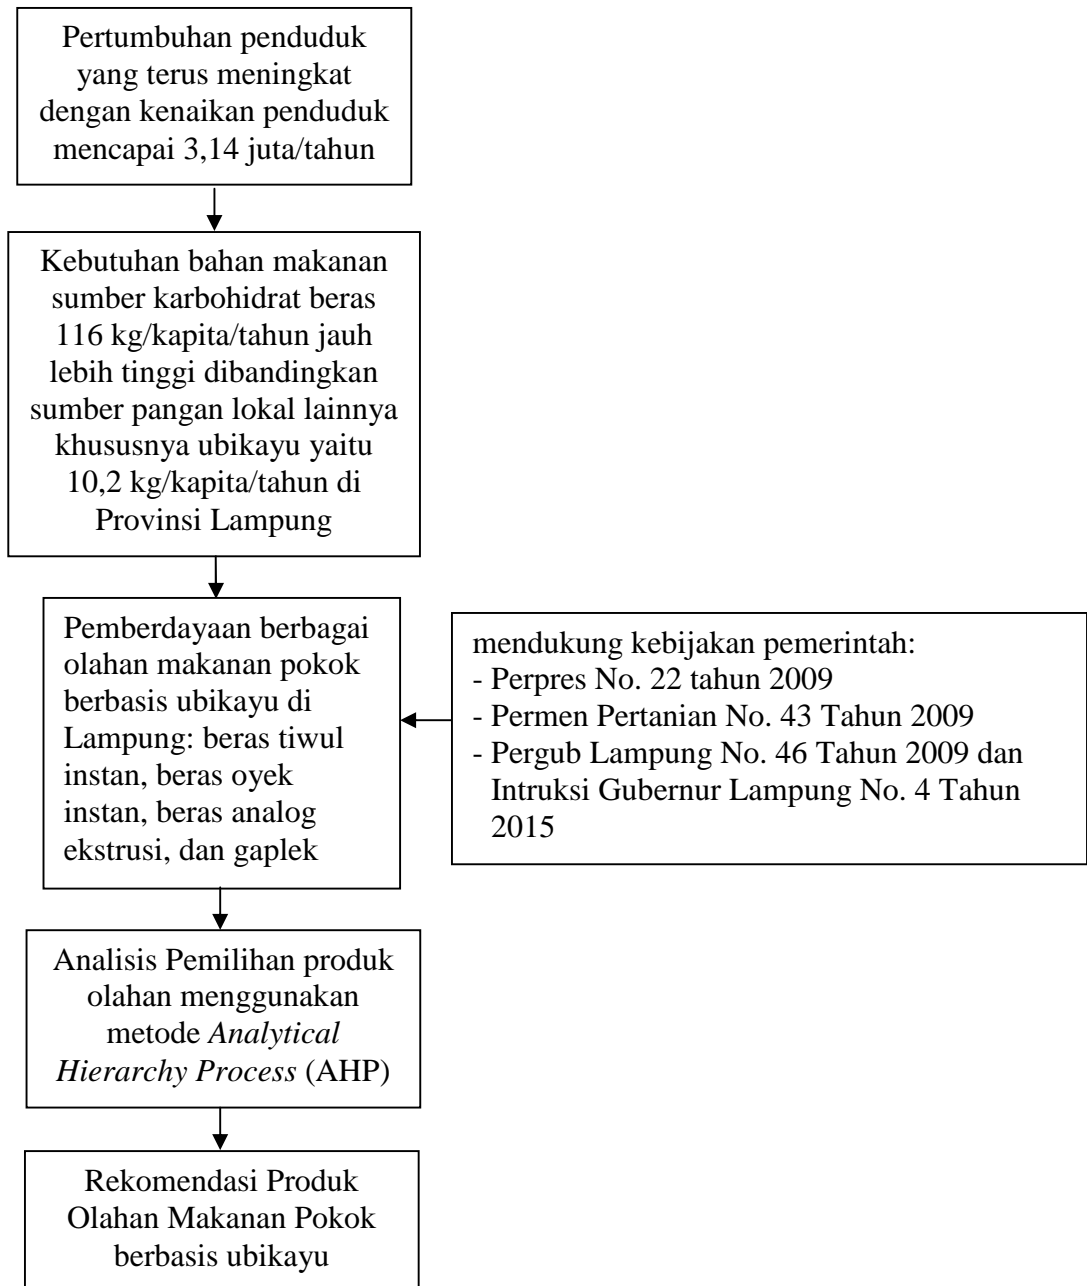 Pertumbuhan penduduk
yang terus meningkat
dengan kenaikan penduduk
mencapai 3,14 juta/tahun
Kebutuhan bahan makanan
sumber karbohidrat beras
116 kg/kapita/tahun jauh
lebih tinggi dibandingkan
sumber pangan lokal lainnya
khususnya ubikayu yaitu
10,2 kg/kapita/tahun di
Provinsi Lampung
Pemberdayaan berbagai
olahan makanan pokok
berbasis ubikayu di
Lampung: beras tiwul
instan, beras oyek
instan, beras analog
ekstrusi, dan gaplek
mendukung kebijakan pemerintah:
- Perpres No. 22 tahun 2009
- Permen Pertanian No. 43 Tahun 2009
- Pergub Lampung No. 46 Tahun 2009 dan
Intruksi Gubernur Lampung No. 4 Tahun
2015
Analisis Pemilihan produk
olahan menggunakan
metode Analytical
Hierarchy Process (AHP)
Rekomendasi Produk
Olahan Makanan Pokok
berbasis ubikayu